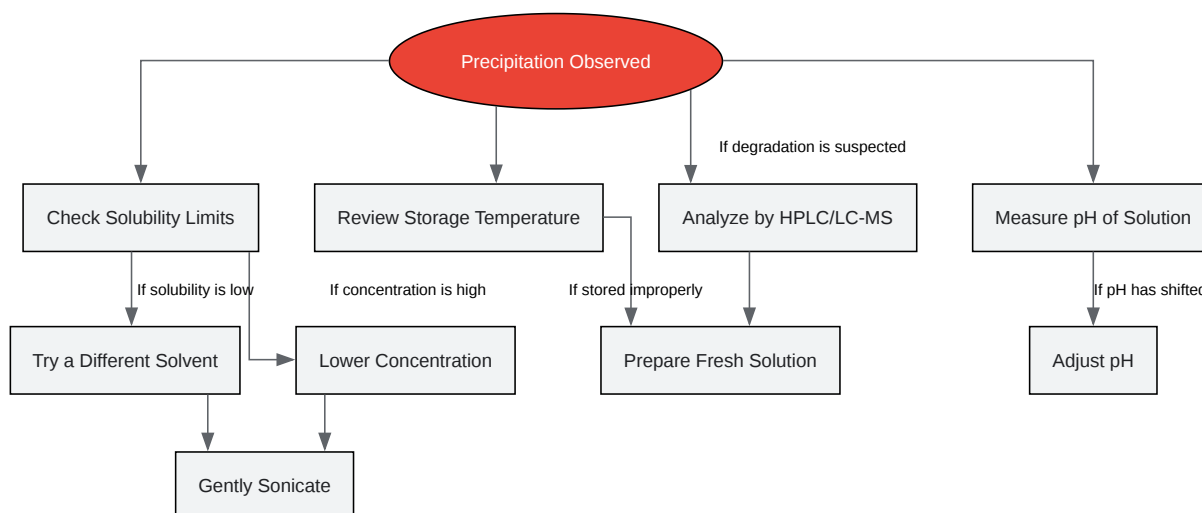 Precipitation Observed
If degradation is suspected
Check Solubility Limits
Review Storage Temperature
Analyze by HPLC/LC-MS
Measure pH of Solution
If solubility is low
If concentration is high
If stored improperly
If pH has shifted
Try a Different Solvent
Lower Concentration
Prepare Fresh Solution
Adjust pH
Gently Sonicate